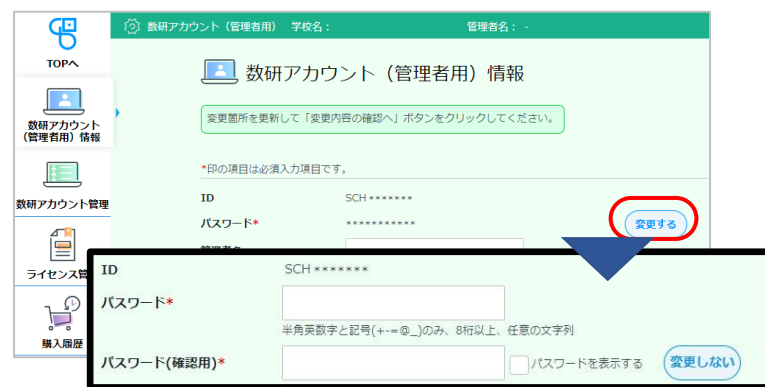 数研アカウント（管理者用） 学校名： 管理者名： -
TOPへ
数研アカウント
（管理者用）情報
数研アカウント管理
ライセンス管
購入履歴
数研アカウント（管理者用）情報
変更箇所を更新して「変更内容の確認へ」ボタンをクリックしてください。
*印の項目は必須入力項目です。
ID SCH*******
パスワード* ***********
変更する
ID SCH*******
パスワード*
半角英数字と記号(+-=@_)のみ、8桁以上、任意の文字列
パスワード(確認用)* パスワードを表示する 変更しない